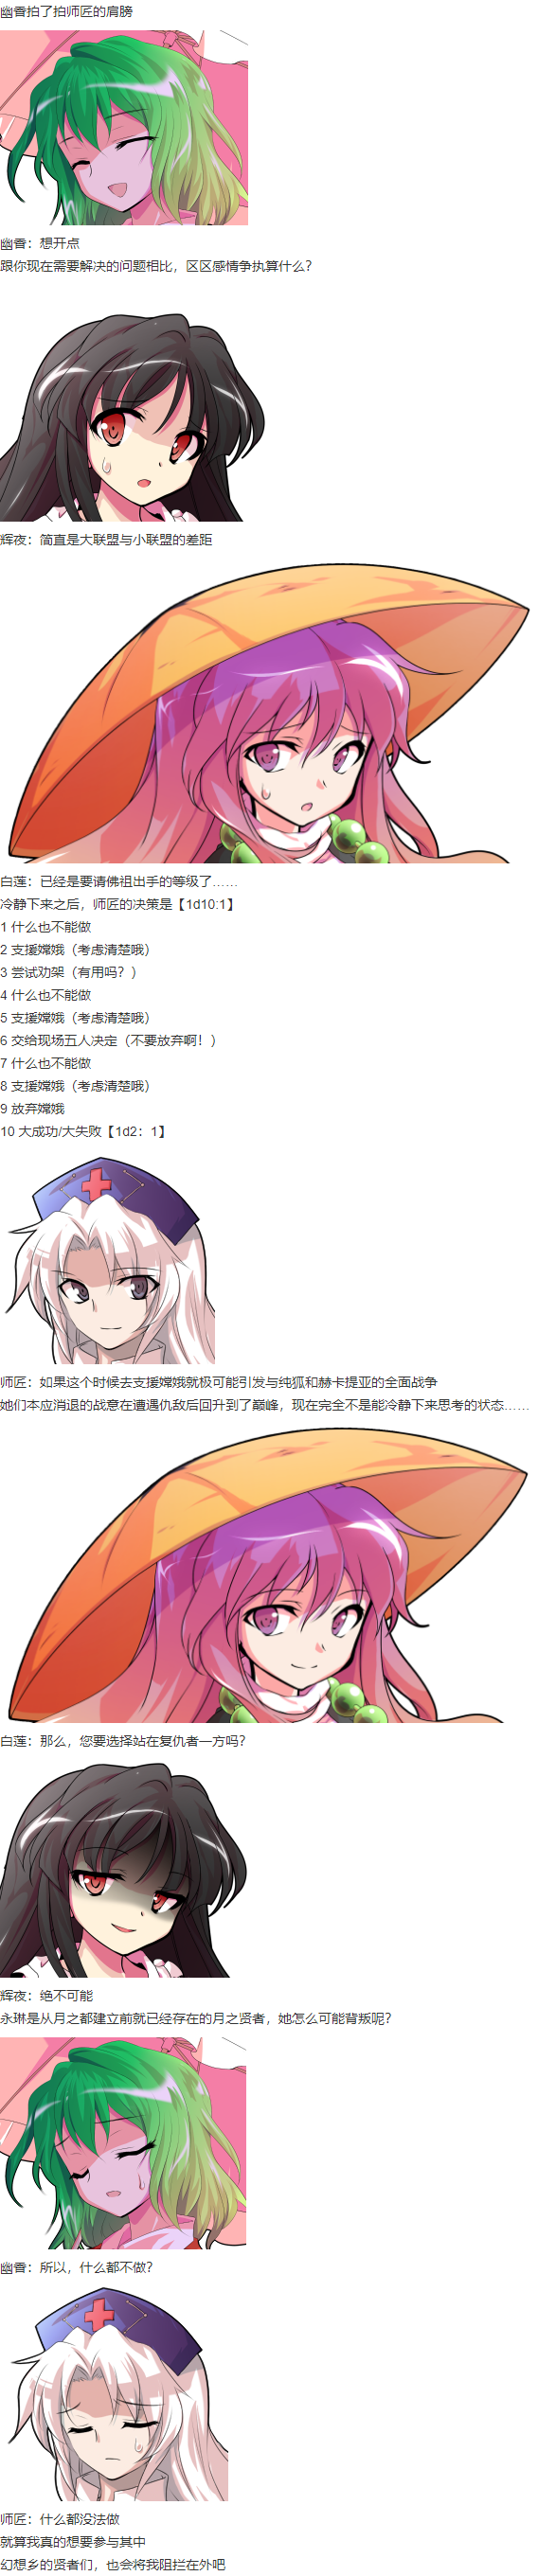 幽香拍了拍师匠的肩膀
幽香：想开点
跟你现在需要解决的问题相比，区区感情争执算什么？
辉夜：简直是大联盟与小联盟的差距
白莲：已经是要请佛祖出手的等级了……
冷静下来之后，师匠的决策是【1d10:1】
1 什么也不能做
2 支援嫦娥（考虑清楚哦）
3 尝试劝架（有用吗？）
4 什么也不能做
5 支援嫦娥（考虑清楚哦）
6 交给现场五人决定（不要放弃啊！）
7 什么也不能做
8 支援嫦娥（考虑清楚哦）
9 放弃嫦娥
10 大成功/大失败【1d2：1】
师匠：如果这个时候去支援嫦娥就极可能引发与纯狐和赫卡提亚的全面战争
她们本应消退的战意在遭遇仇敌后回升到了巅峰，现在完全不是能冷静下来思考的状态……
白莲：那么，您要选择站在复仇者一方吗？
辉夜：绝不可能
永琳是从月之都建立前就已经存在的月之贤者，她怎么可能背叛呢？
幽香：所以，什么都不做？
师匠：什么都没法做
就算我真的想要参与其中
幻想乡的贤者们，也会将我阻拦在外吧